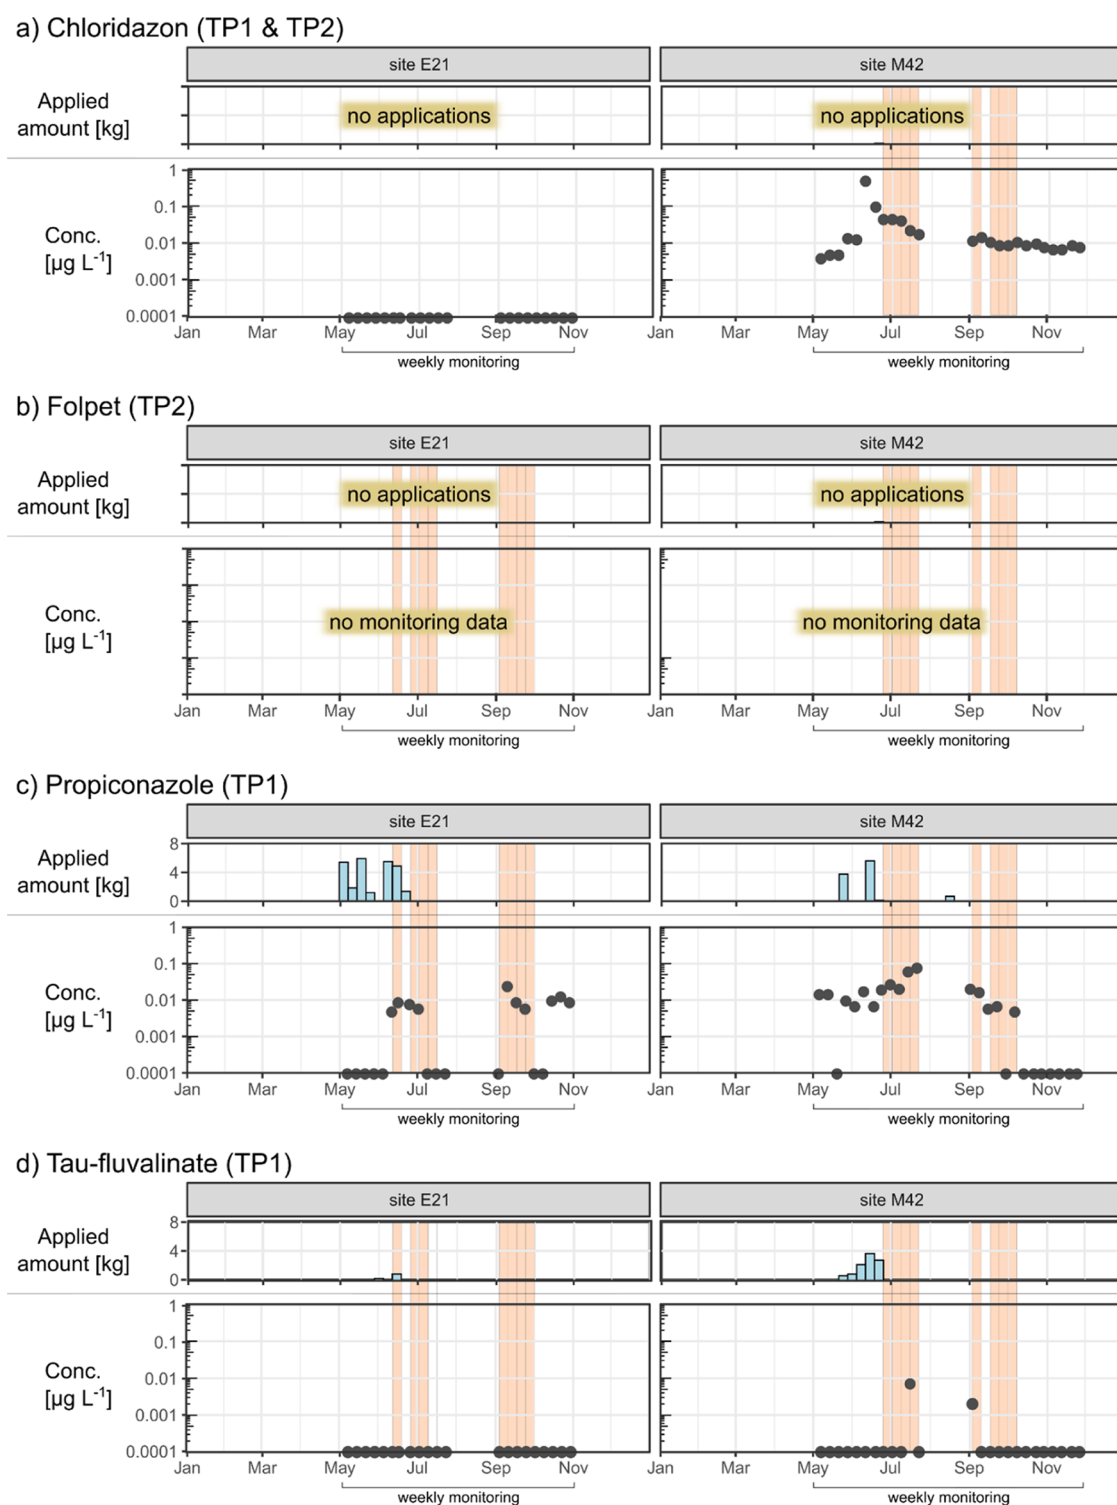 a) Chloridazon (TP1 & TP2)
site E21
site M42
Applied
amount [kg]
no applications
no applications
1
0.1
0.01
0.001
0.0001
Conc.
[µg L-1]
Jan Mar May Jul Sep Nov
Jan Mar May Jul Sep Nov
weekly monitoring
weekly monitoring
b) Folpet (TP2)
site E21
site M42
Applied
amount [kg]
no applications
no applications
Conc.
[µg L-1]
no monitoring data
no monitoring data
Jan Mar May Jul Sep Nov
Jan Mar May Jul Sep Nov
weekly monitoring
weekly monitoring
c) Propiconazole (TP1)
site E21
site M42
Applied
amount [kg]
8
4
0
1
0.1
0.01
0.001
0.0001
Conc.
[µg L-1]
Jan Mar May Jul Sep Nov
Jan Mar May Jul Sep Nov
weekly monitoring
weekly monitoring
d) Tau-fluvalinate (TP1)
site E21
site M42
Applied
amount [kg]
8
4
0
1
0.1
0.01
0.001
0.0001
Conc.
[µg L-1]
Jan Mar May Jul Sep Nov
Jan Mar May Jul Sep Nov
weekly monitoring
weekly monitoring